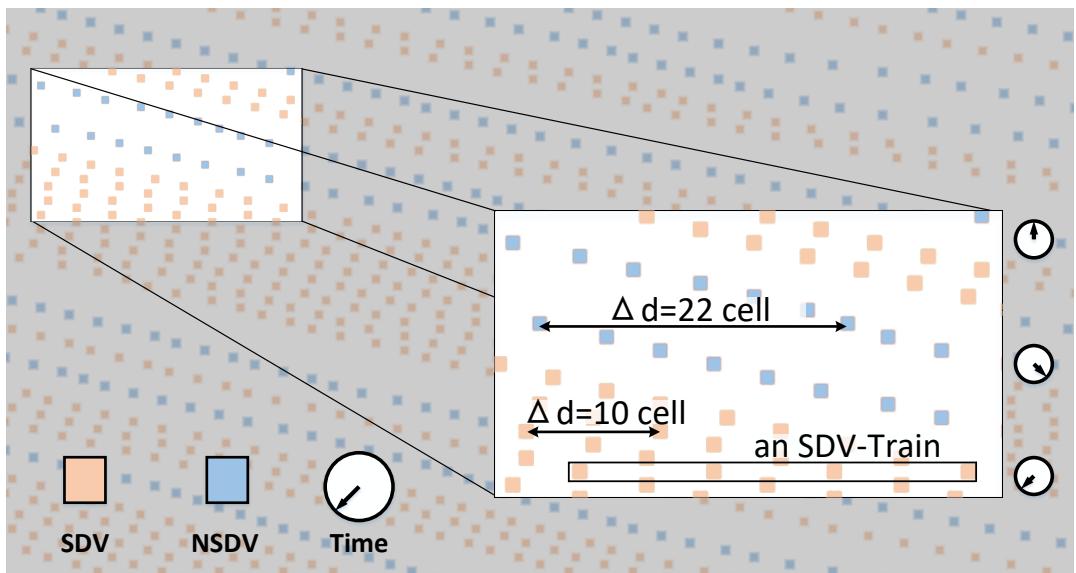 Δ d=22 cell
Δ d=10 cell
an SDV-Train
SDV NSDV Time